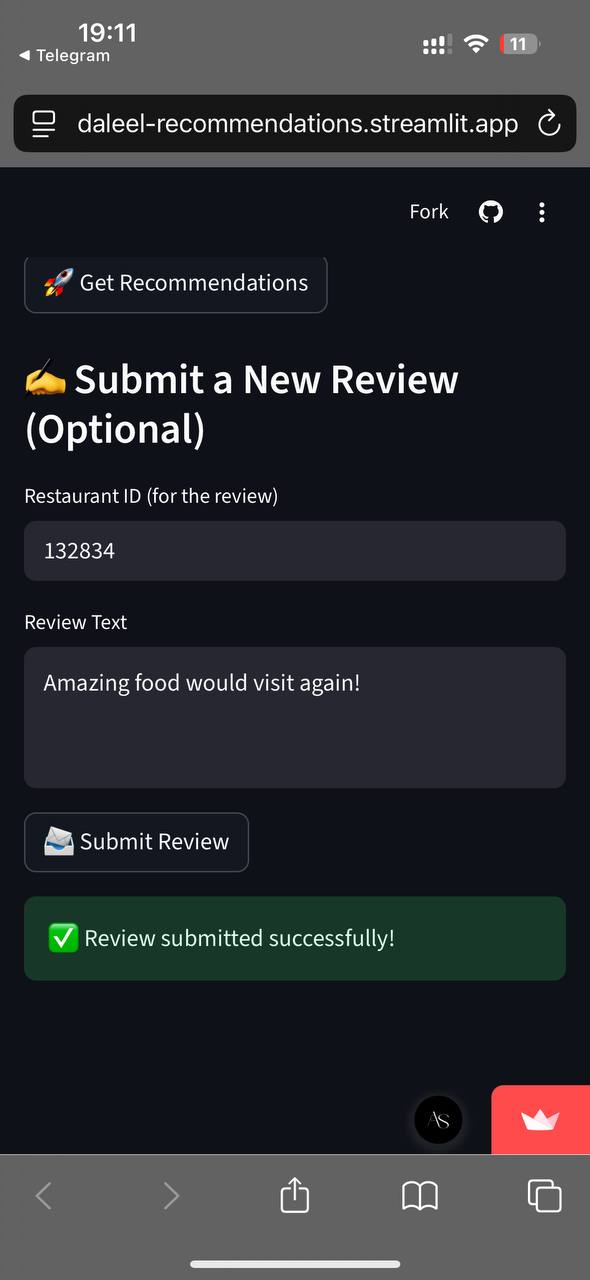 19:11
◀ Telegram
11
daleel-recommendations.streamlit.app
Fork
🚀 Get Recommendations
✍️ Submit a New Review
(Optional)
Restaurant ID (for the review)
132834
Review Text
Amazing food would visit again!
📨 Submit Review
✅ Review submitted successfully!
AS